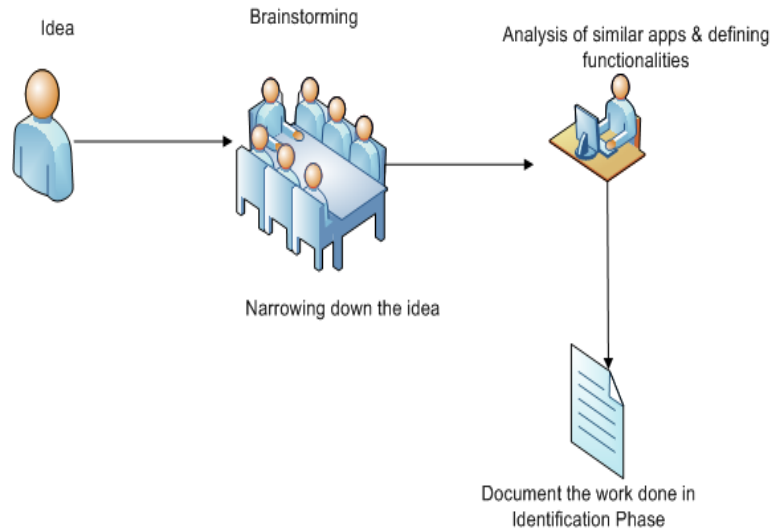 Idea
Brainstorming
Analysis of similar apps & defining
functionalities
Narrowing down the idea
Document the work done in
Identification Phase